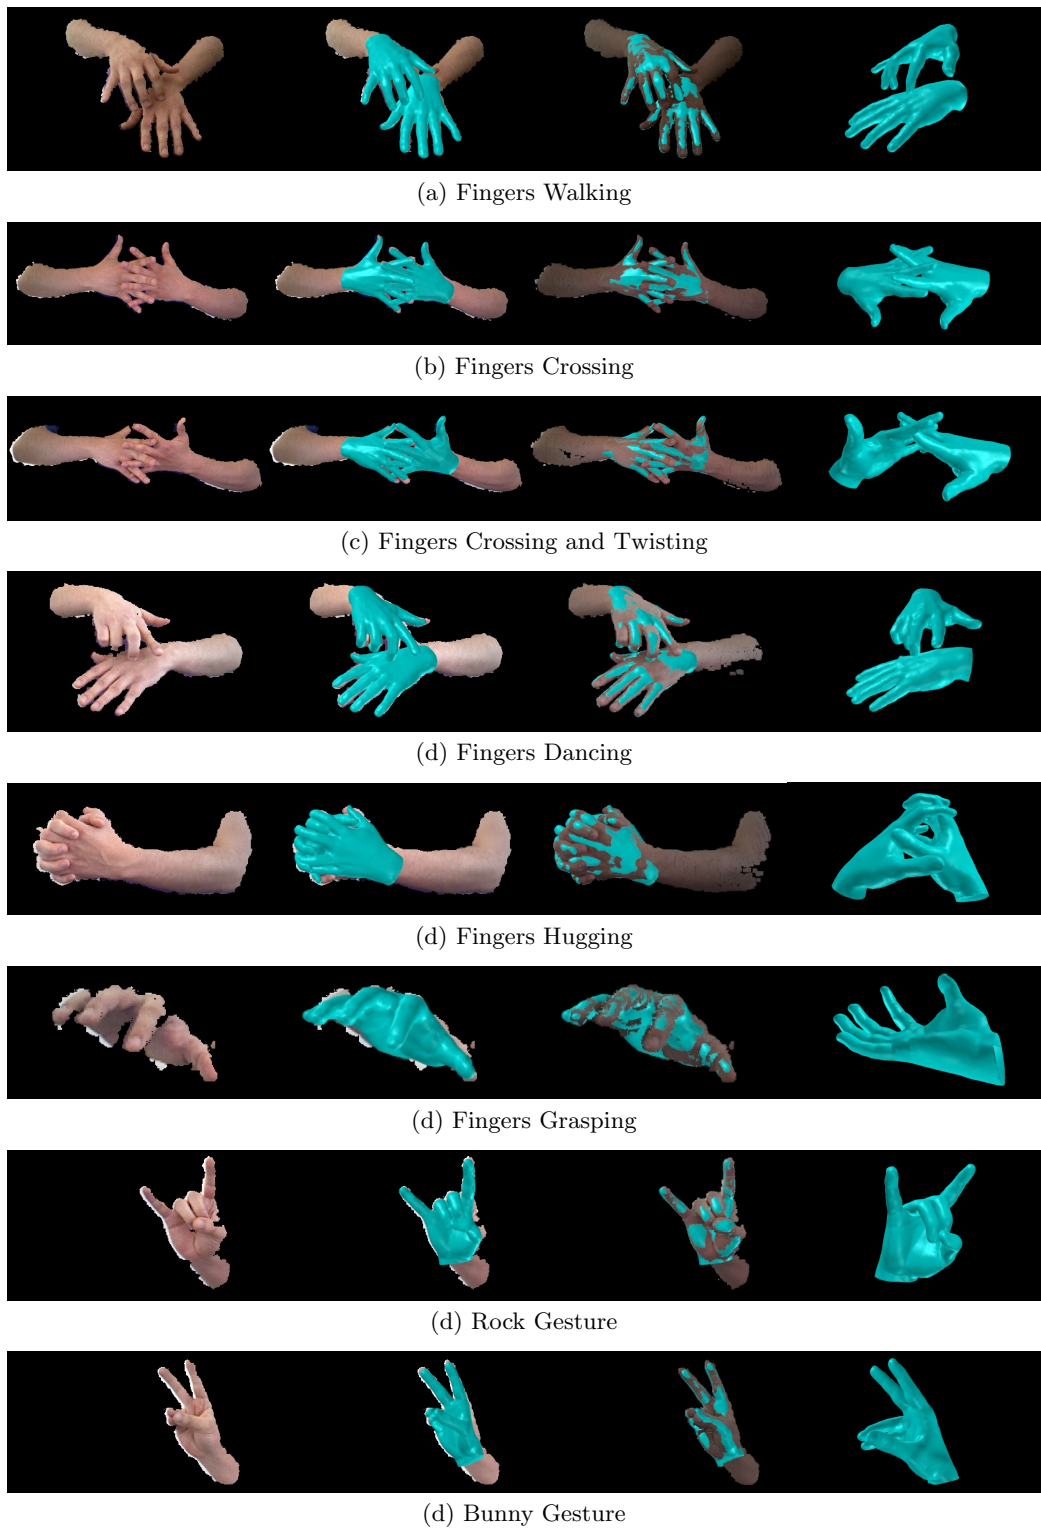 (a) Fingers Walking
(b) Fingers Crossing
(c) Fingers Crossing and Twisting
(d) Fingers Dancing
(d) Fingers Hugging
(d) Fingers Grasping
(d) Rock Gesture
(d) Bunny Gesture